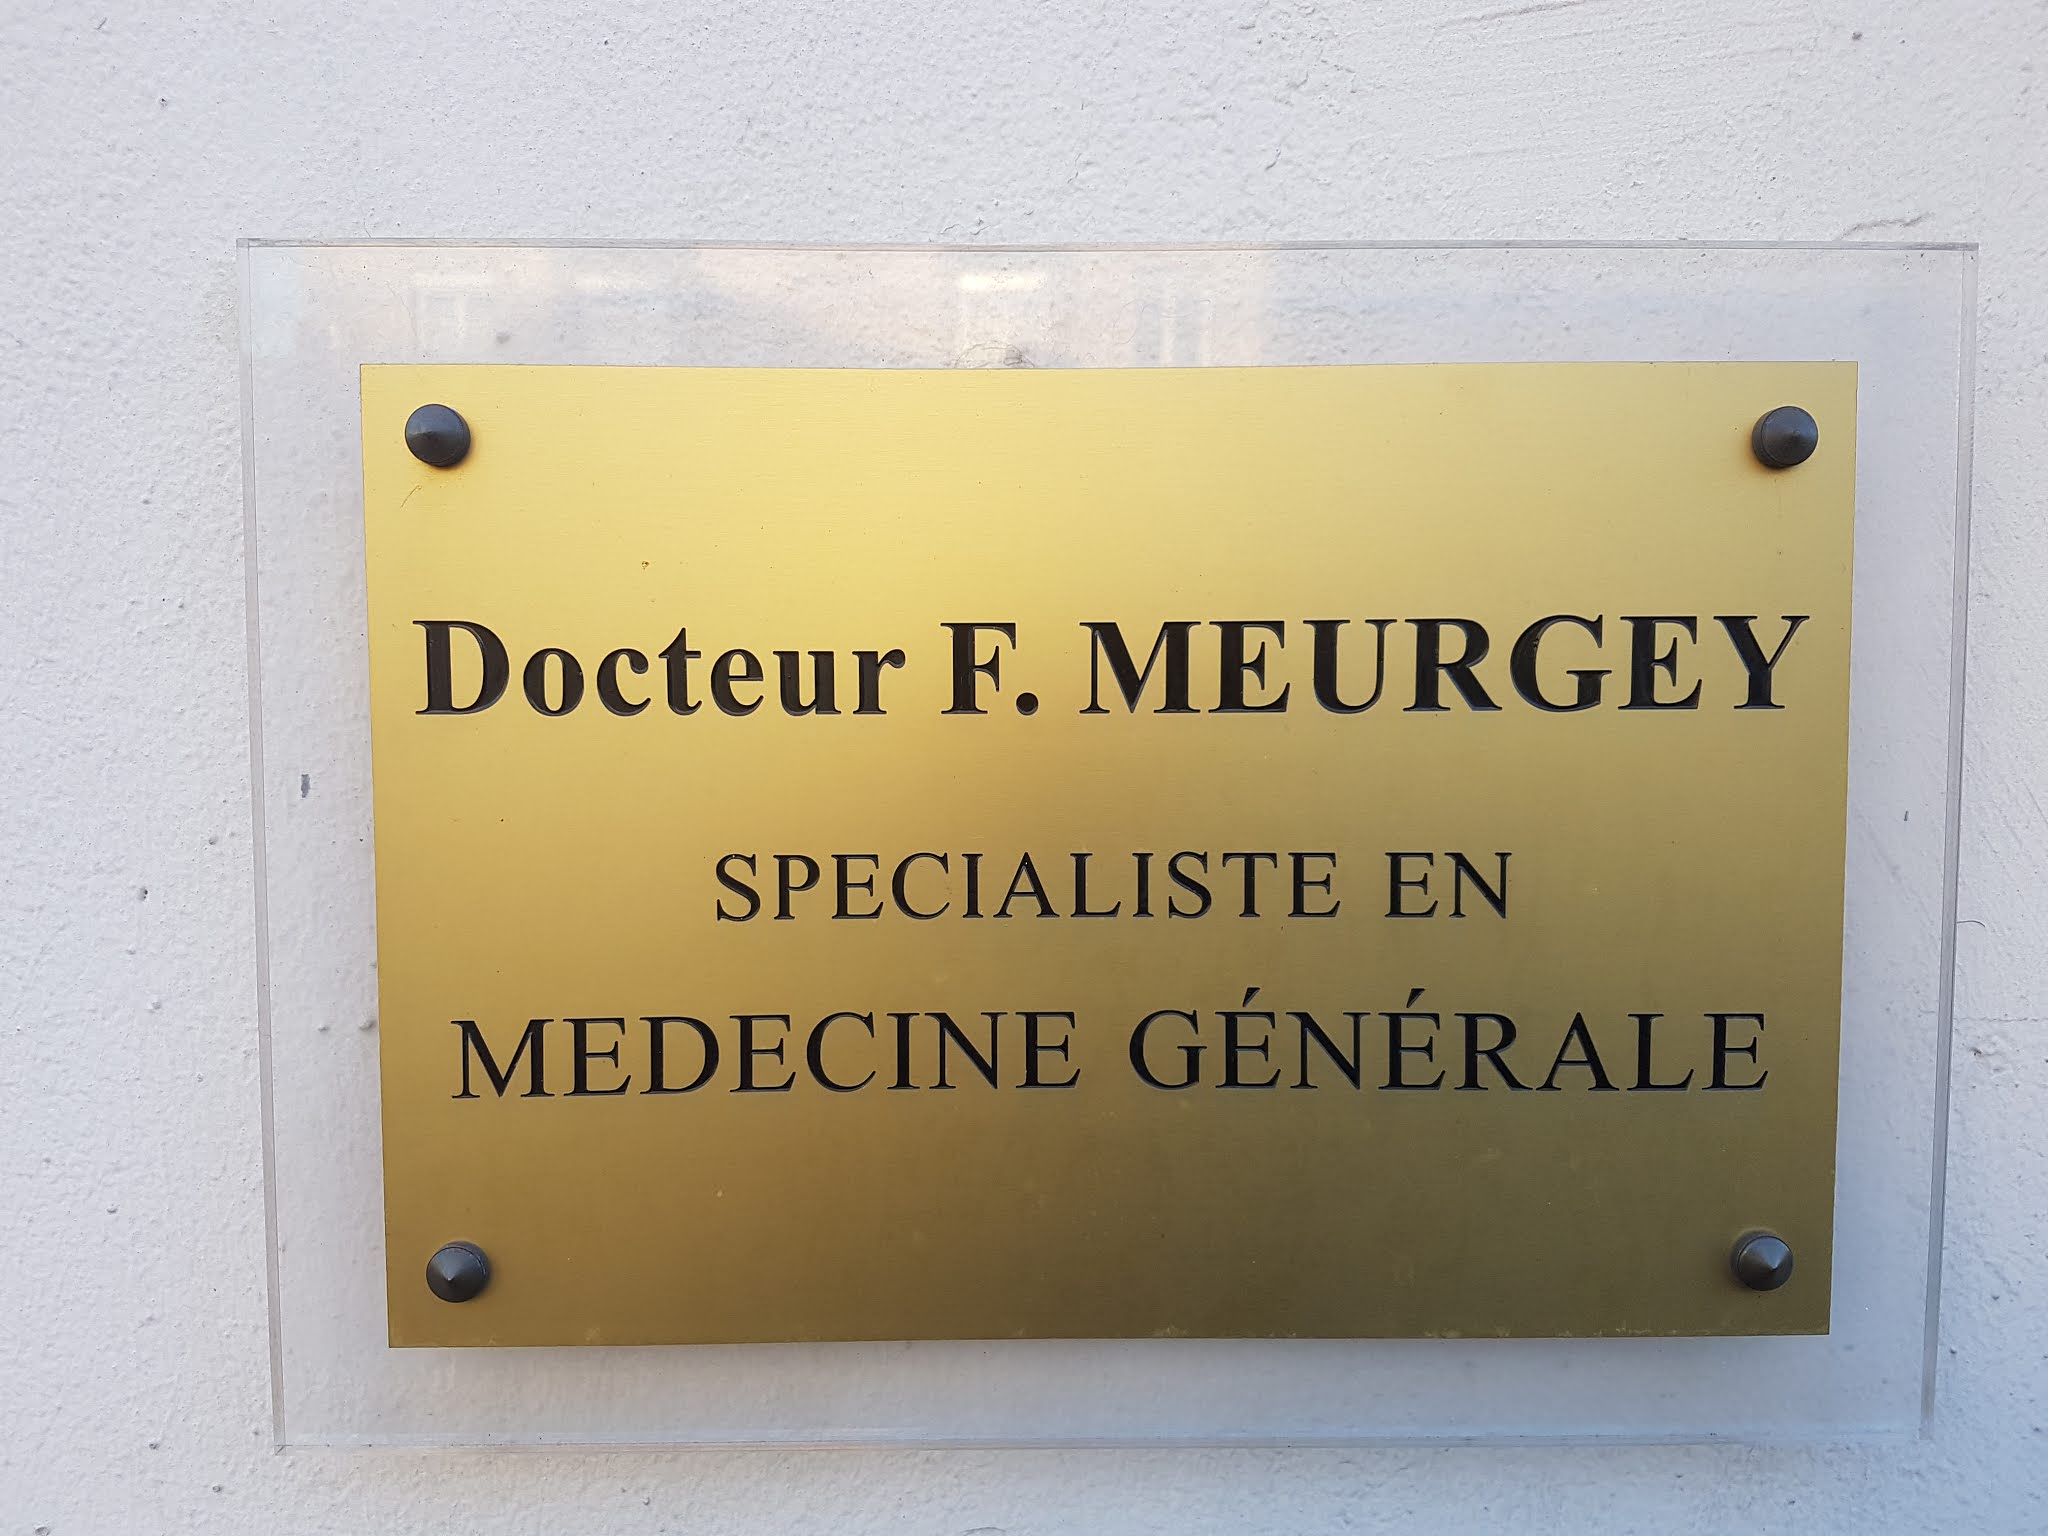 Docteur F. MEURGEY
SPECIALISTE EN
MEDECINE GÉNÉRALE